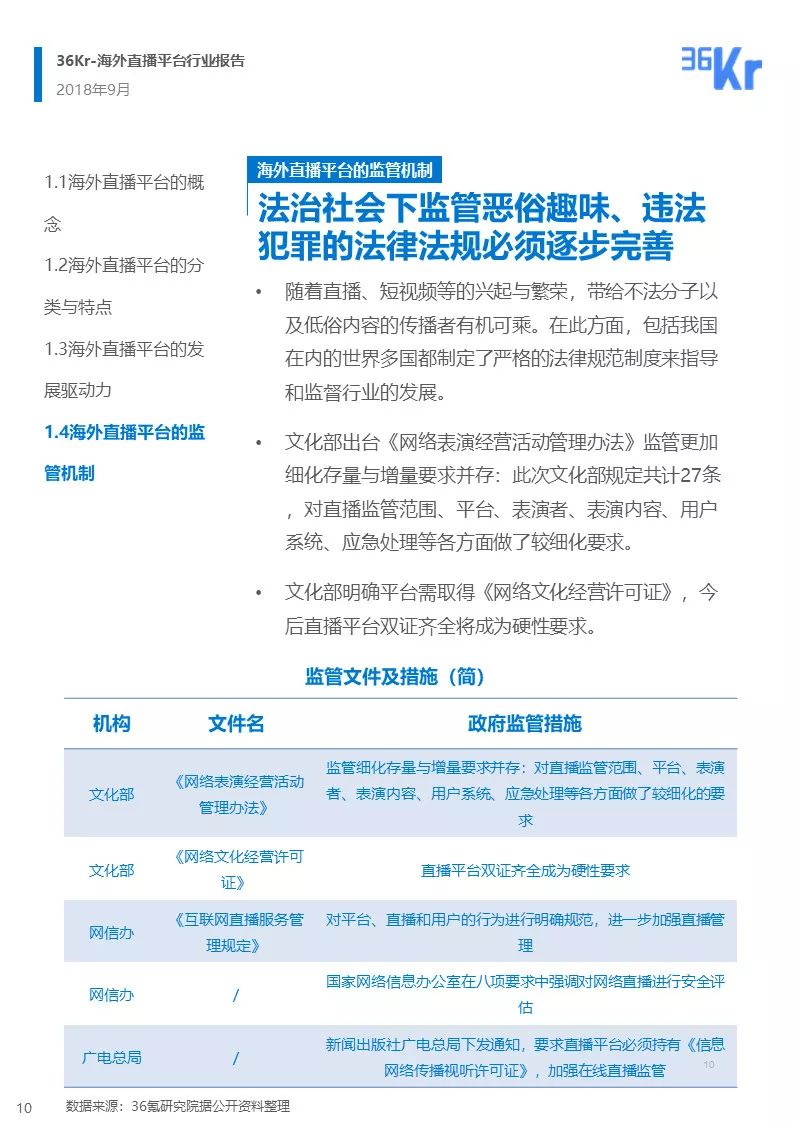 36Kr-海外直播平台行业报告
2018年9月
36Kr
1.1海外直播平台的概
念
1.2海外直播平台的分
类与特点
1.3海外直播平台的发
展驱动力
1.4海外直播平台的监
管机制
海外直播平台的监管机制
法治社会下监管恶俗趣味、违法
犯罪的法律法规必须逐步完善
• 随着直播、短视频等的兴起与繁荣，带给不法分子以
及低俗内容的传播者有机可乘。在此方面，包括我国
在内的世界多国都制定了严格的法律规范制度来指导
和监督行业的发展。
• 文化部出台《网络表演经营活动管理办法》监管更加
细化存量与增量要求并存：此次文化部规定共计27条
，对直播监管范围、平台、表演者、表演内容、用户
系统、应急处理等各方面做了较细化要求。
• 文化部明确平台需取得《网络文化经营许可证》，今
后直播平台双证齐全将成为硬性要求。
监管文件及措施（简）
机构 文件名 政府监管措施
文化部
《网络表演经营活动
管理办法》
监管细化存量与增量要求并存：对直播监管范围、平台、表演
者、表演内容、用户系统、应急处理等各方面做了较细化的要
求
文化部
《网络文化经营许可
证》
直播平台双证齐全成为硬性要求
网信办
《互联网直播服务管
理规定》
对平台、直播和用户的行为进行明确规范，进一步加强直播管
理
网信办
/
国家网络信息办公室在八项要求中强调对网络直播进行安全评
估
广电总局
/
新闻出版社广电总局下发通知，要求直播平台必须持有《信息
网络传播视听许可证》，加强在线直播监管
10
10
数据来源：36氪研究院据公开资料整理